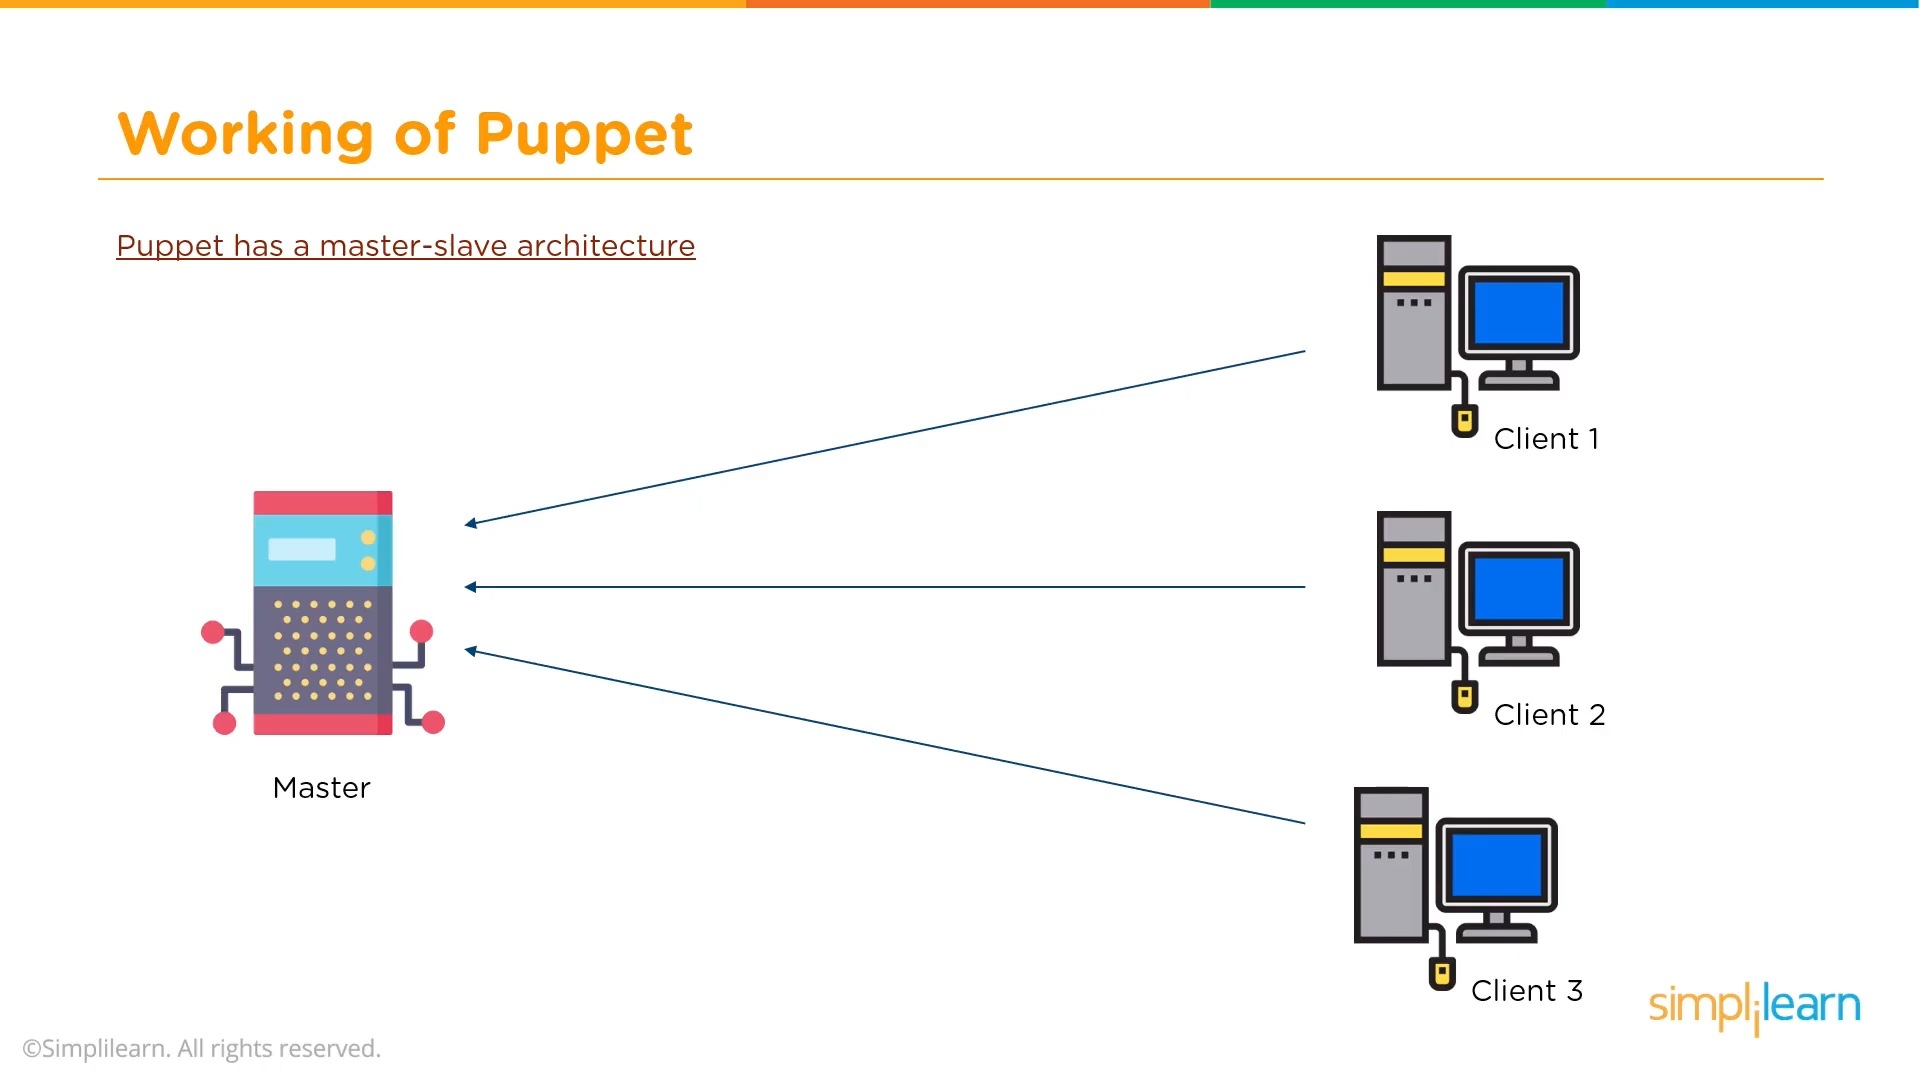 Working of Puppet
Puppet has a master-slave architecture
Client 1
Client 2
Master
Client 3
simplilearn
©Simplilearn. All rights reserved.